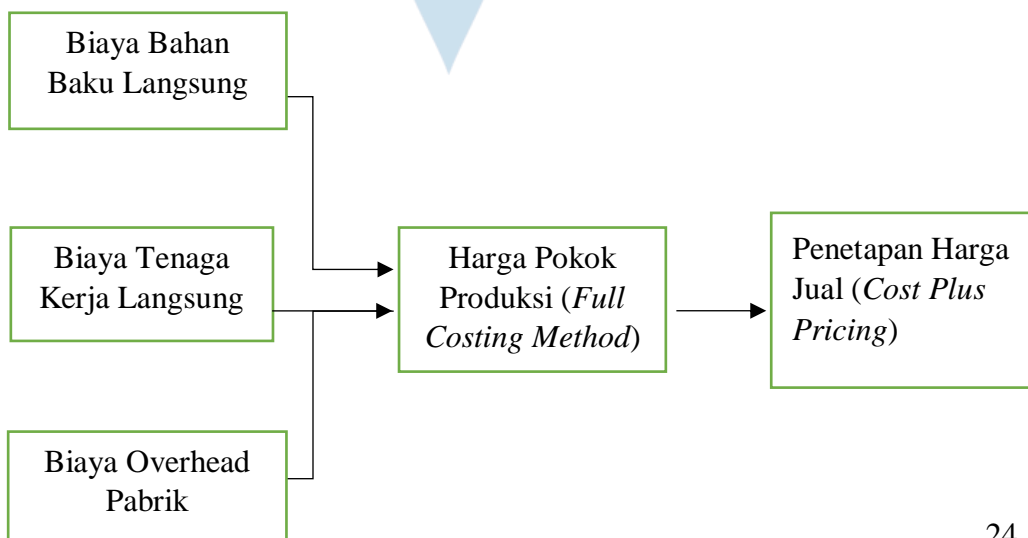 Biaya Bahan
Baku Langsung
Biaya Tenaga
Kerja Langsung
Biaya Overhead
Pabrik
Harga Pokok
Produksi (Full
Costing Method)
Penetapan Harga
Jual (Cost Plus
Pricing)
24